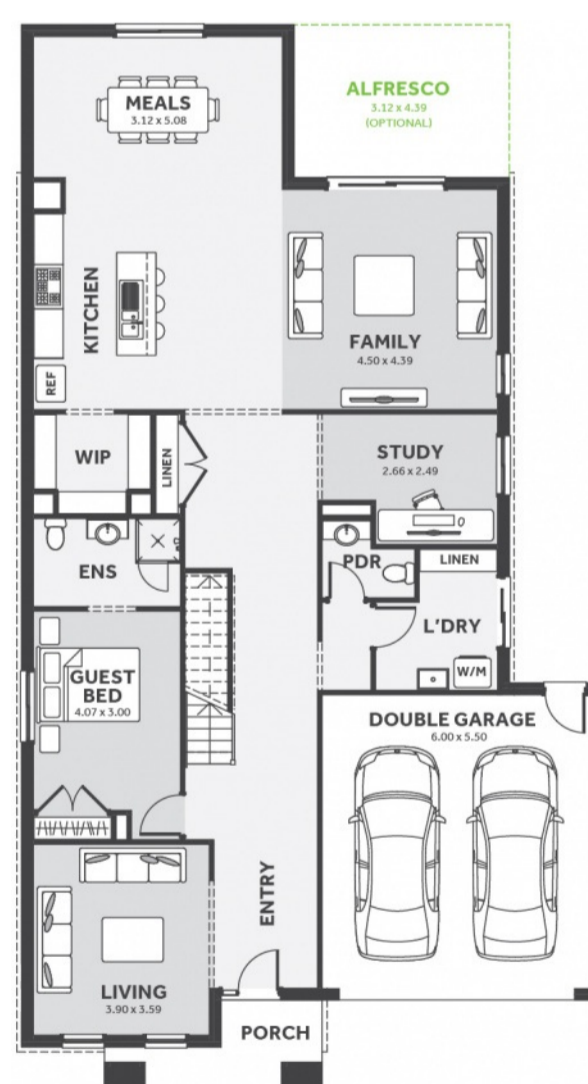 MEALS
3.12 x 5.08
ALFRESCO
3.12 x 4.39
(OPTIONAL)
KITCHEN
FAMILY
4.50 x 4.39
REF
WIP
LINEN
STUDY
2.66 x 2.49
ENS
PDR
LINEN
L'DRY
W/M
GUEST
BED
4.07 x 3.00
DOUBLE GARAGE
6.00 x 5.50
ENTRY
LIVING
3.90 x 3.59
PORCH